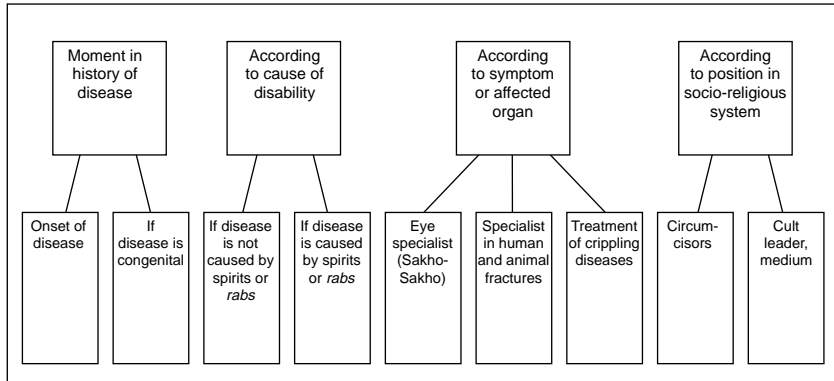 Moment in
history of
disease
According
to cause of
disability
According
to symptom
or affected
organ
According
to position in
socio-religious
system
Onset of
disease
If
disease is
congenital
If disease
is not
caused by
spirits or
rabs
If disease
is caused
by spirits
or rabs
Eye
specialist
(Sakho-
Sakho)
Specialist
in human
and animal
fractures
Treatment
of crippling
diseases
Circum-
cisors
Cult
leader,
medium